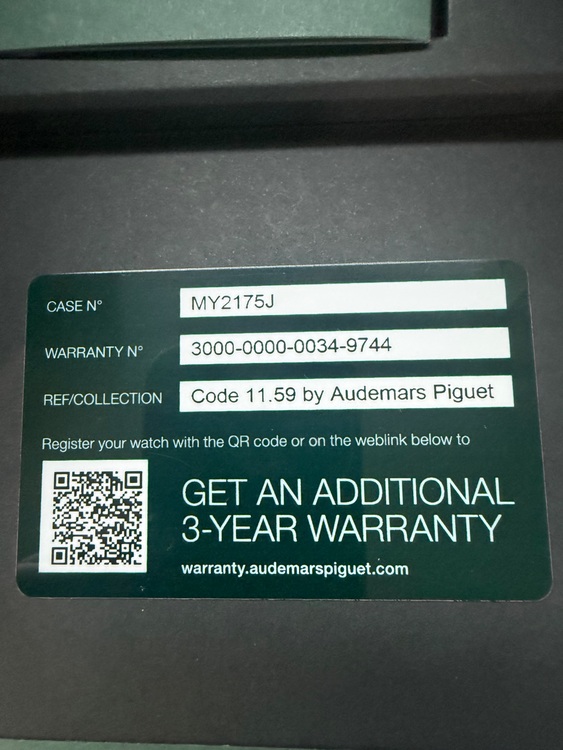 CASE N°
MY2175J
WARRANTY N°
3000-0000-0034-9744
REF/COLLECTION
Code 11.59 by Audemars Piguet
Register your watch with the QR code or on the weblink below to
GET AN ADDITIONAL
3-YEAR WARRANTY
warranty.audemarspiguet.com